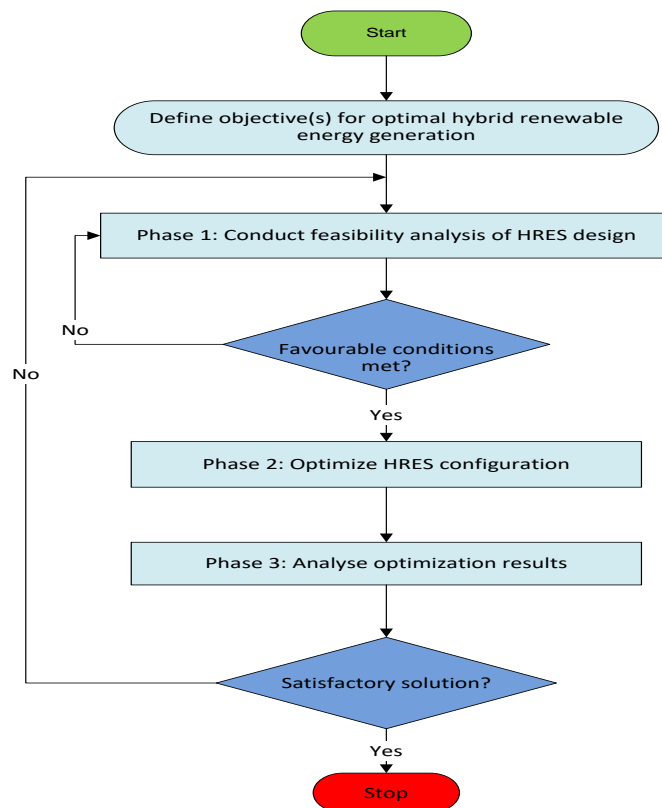 Start
Define objective(s) for optimal hybrid renewable
energy generation
Phase 1: Conduct feasibility analysis of HRES design
No
Favourable conditions
met?
No
Yes
Phase 2: Optimize HRES configuration
Phase 3: Analyse optimization results
Satisfactory solution?
Yes
Stop